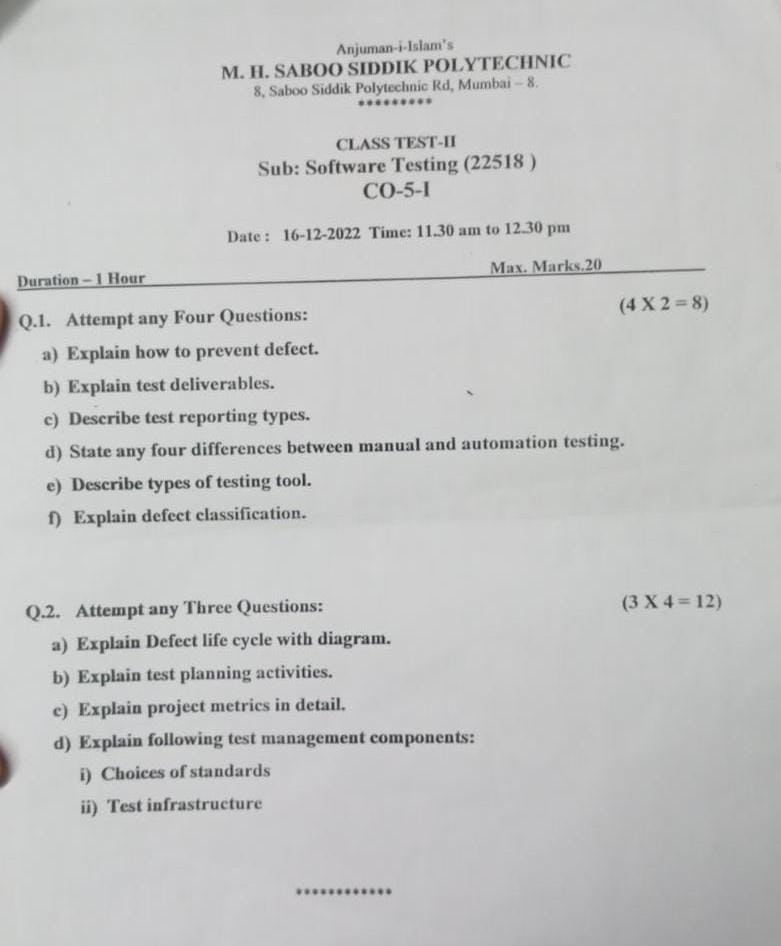 Anjuman-i-Islam's
M. H. SABOO SIDDIK POLYTECHNIC
8, Saboo Siddik Polytechnic Rd, Mumbai – 8.
*********
CLASS TEST-II
Sub: Software Testing (22518 )
CO-5-I
Date : 16-12-2022 Time: 11.30 am to 12.30 pm
Duration – 1 Hour Max. Marks.20
Q.1. Attempt any Four Questions: (4 X 2 = 8)
a) Explain how to prevent defect.
b) Explain test deliverables.
c) Describe test reporting types.
d) State any four differences between manual and automation testing.
e) Describe types of testing tool.
f) Explain defect classification.
Q.2. Attempt any Three Questions: (3 X 4 = 12)
a) Explain Defect life cycle with diagram.
b) Explain test planning activities.
c) Explain project metrics in detail.
d) Explain following test management components:
i) Choices of standards
ii) Test infrastructure
************